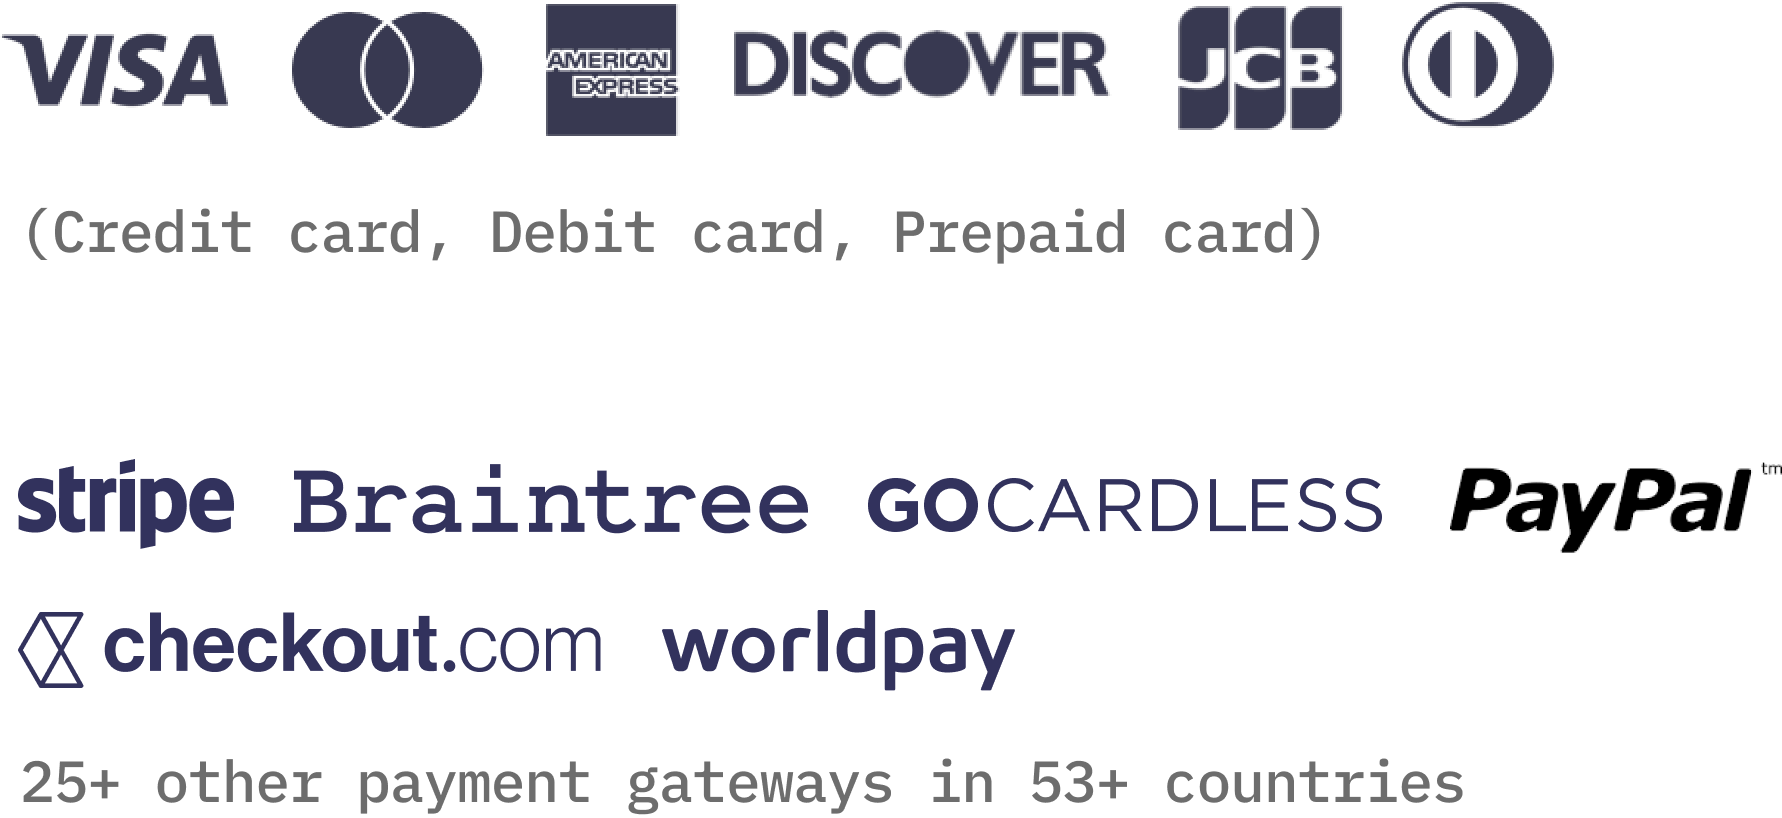 VISA AMERICAN EXPRESS DISCOVER JCB
(Credit card, Debit card, Prepaid card)
stripe Braintree GOCARDLESS PayPal tm
checkout.com worldpay
25+ other payment gateways in 53+ countries